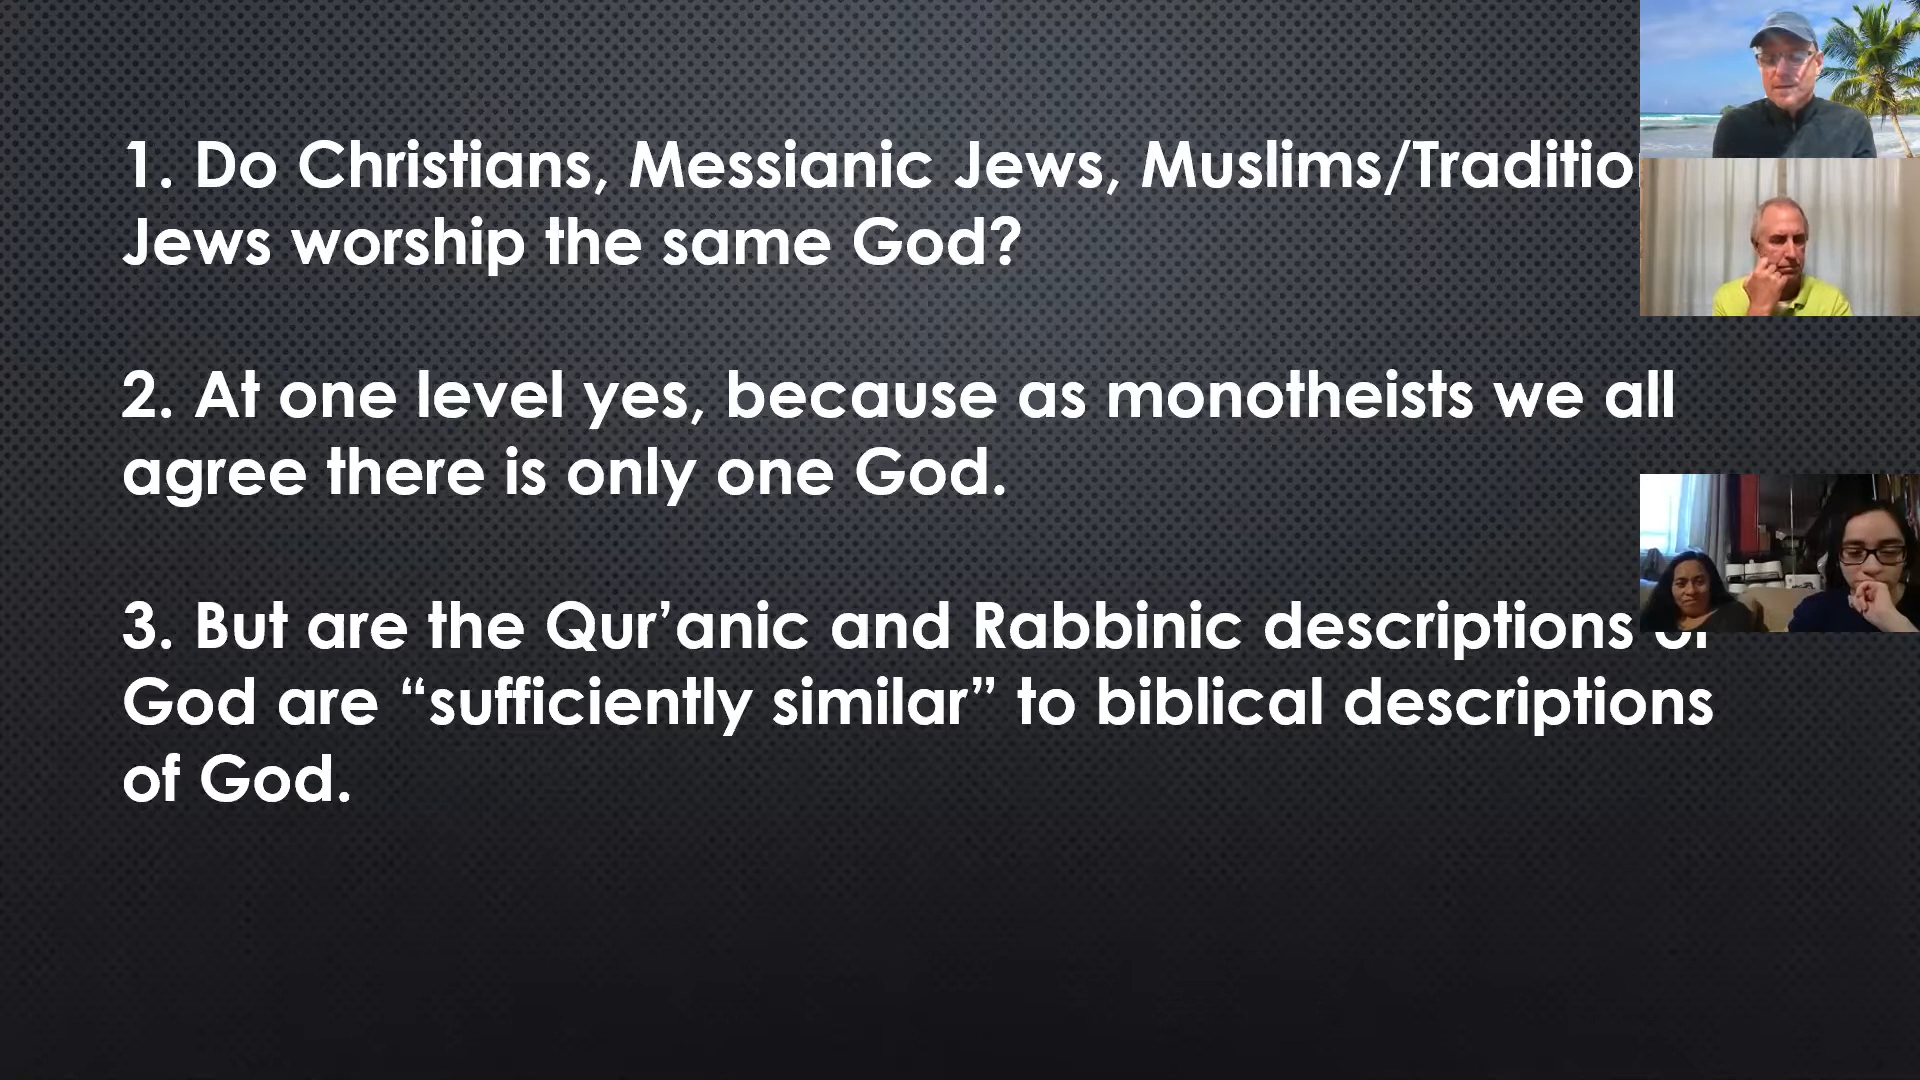 1. Do Christians, Messianic Jews, Muslims/Traditio
Jews worship the same God?
2. At one level yes, because as monotheists we all
agree there is only one God.
3. But are the Qur’anic and Rabbinic descriptions
God are “sufficiently similar” to biblical descriptions
of God.